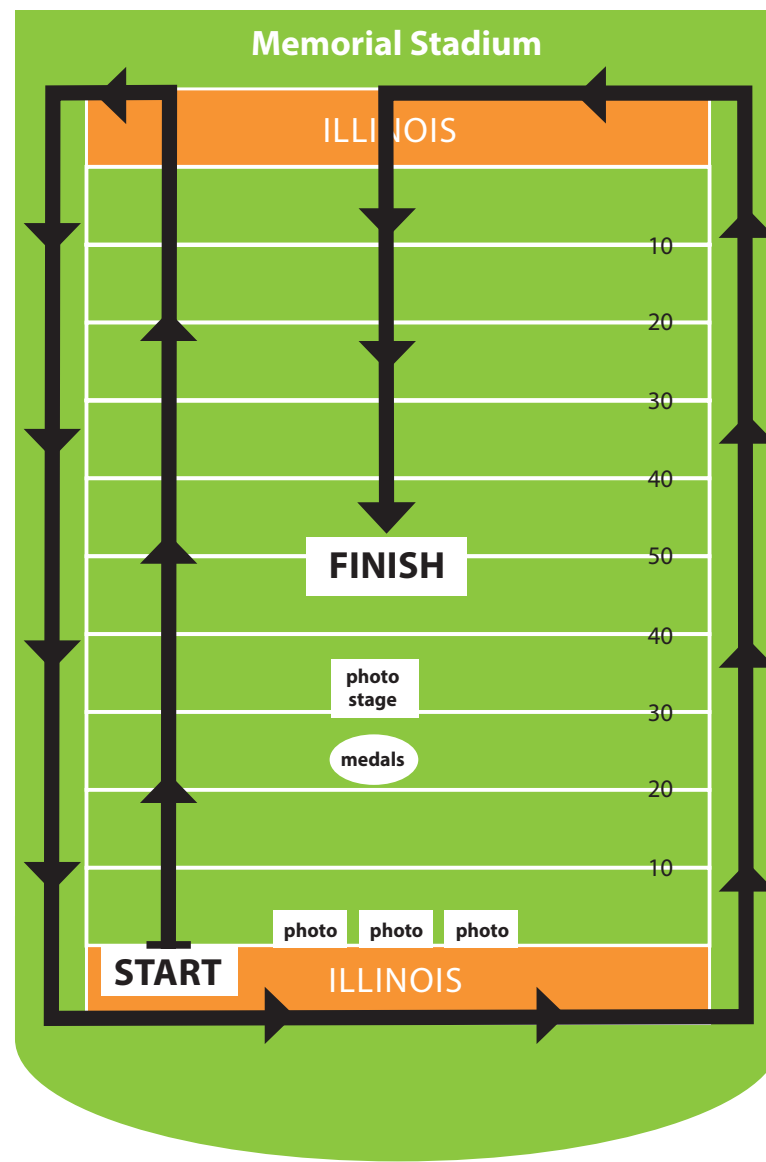 Memorial Stadium
ILLINOIS
10
20
30
40
50
FINISH
40
photo
stage
30
medals
20
10
photo photo photo
START
ILLINOIS